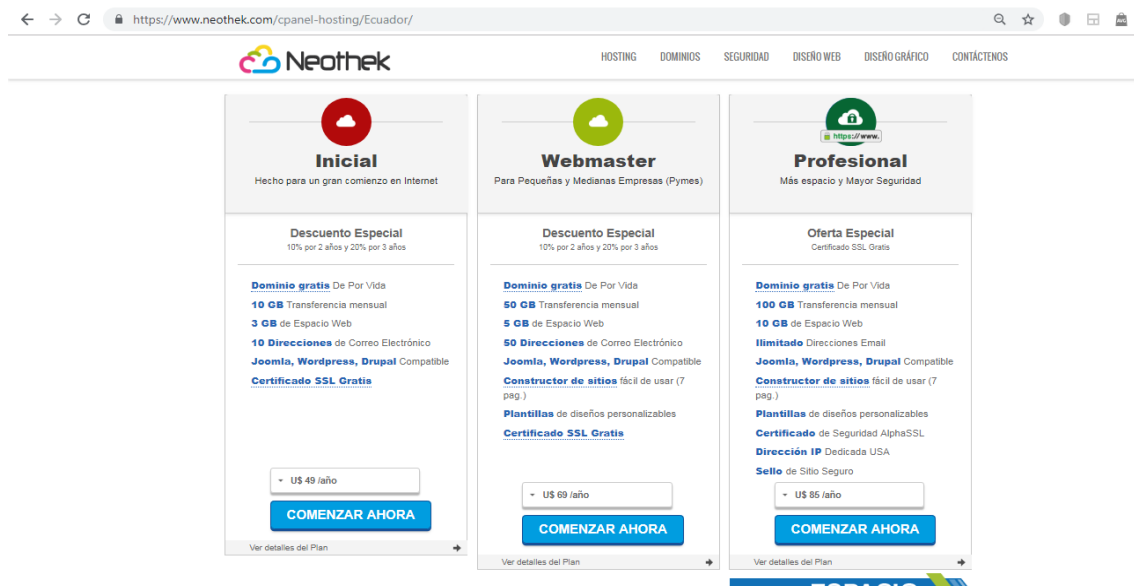 https://www.neothek.com/cpanel-hosting/Ecuador/
Neothek
HOSTING DOMINIOS SEGURIDAD DISEÑO WEB DISEÑO GRÁFICO CONTÁCTENOS
Inicial
Hecho para un gran comienzo en Internet
Descuento Especial
10% por 2 años y 20% por 3 años
Dominio gratis De Por Vida
10 GB Transferencia mensual
3 GB de Espacio Web
10 Direcciones de Correo Electrónico
Joomla, Wordpress, Drupal Compatible
Certificado SSL Gratis
U$ 49 /año
COMENZAR AHORA
Ver detalles del Plan
Webmaster
Para Pequeñas y Medianas Empresas (Pymes)
Descuento Especial
10% por 2 años y 20% por 3 años
Dominio gratis De Por Vida
50 GB Transferencia mensual
5 GB de Espacio Web
50 Direcciones de Correo Electrónico
Joomla, Wordpress, Drupal Compatible
Constructor de sitios fácil de usar (7
pag.)
Plantillas de diseños personalizables
Certificado SSL Gratis
U$ 69 /año
COMENZAR AHORA
Ver detalles del Plan
https://www.
Profesional
Más espacio y Mayor Seguridad
Oferta Especial
Certificado SSL Gratis
Dominio gratis De Por Vida
100 GB Transferencia mensual
10 GB de Espacio Web
Ilimitado Direcciones Email
Joomla, Wordpress, Drupal Compatible
Constructor de sitios fácil de usar (7
pag.)
Plantillas de diseños personalizables
Certificado de Seguridad AlphaSSL
Dirección IP Dedicada USA
Sello de Sitio Seguro
U$ 85 /año
COMENZAR AHORA
Ver detalles del Plan
ESPACIO